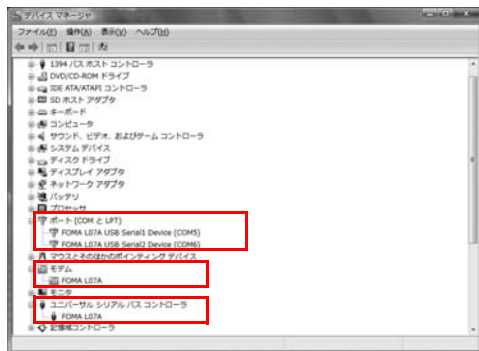 デバイス マネージャ
ファイル(F) 操作(A) 表示(V) ヘルプ(H)
1394 バス ホスト コントローラ
DVD/CD-ROM ドライブ
IDE ATA/ATAPI コントローラ
SD ホスト アダプタ
キーボード
コンピュータ
サウンド、ビデオ、およびゲーム コントローラ
システム デバイス
ディスク ドライブ
ディスプレイ アダプタ
ネットワーク アダプタ
バッテリ
プロセッサ
ポート (COM と LPT)
FOMA L07A USB Serial1 Device (COM5)
FOMA L07A USB Serial2 Device (COM6)
マウスとそのほかのポインティング デバイス
モデム
FOMA L07A
モニタ
ユニバーサル シリアル バス コントローラ
FOMA L07A
記憶域コントローラ